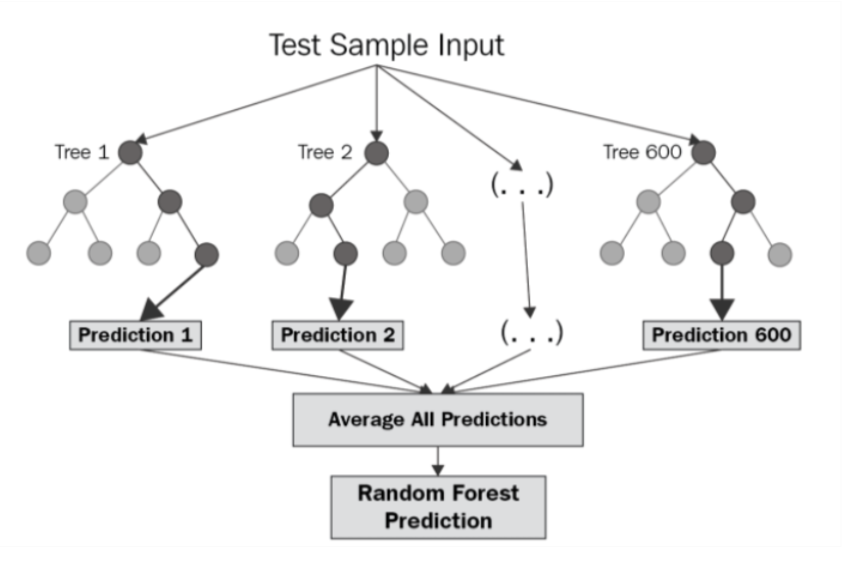 Test Sample Input
Tree 1
Tree 2
(. . .)
Tree 600
Prediction 1
Prediction 2
(. . .)
Prediction 600
Average All Predictions
Random Forest
Prediction